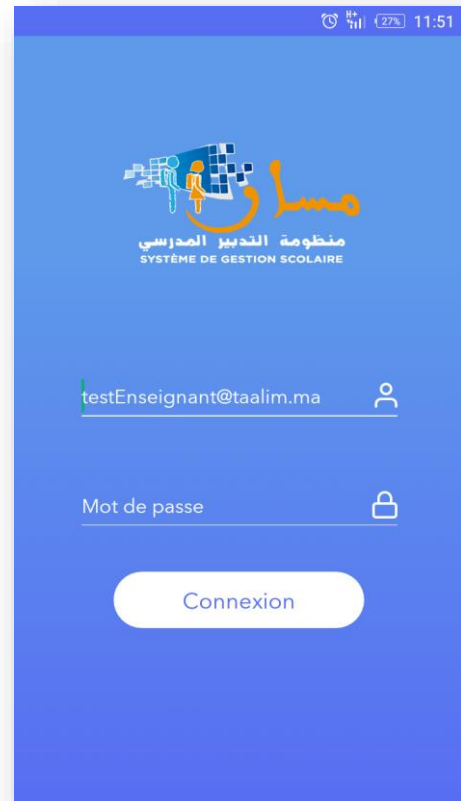 H+ 27% 11:51
مسار
منظومة التدبير المدرسي
SYSTÈME DE GESTION SCOLAIRE
testEnseignant@taalim.ma
Mot de passe
Connexion